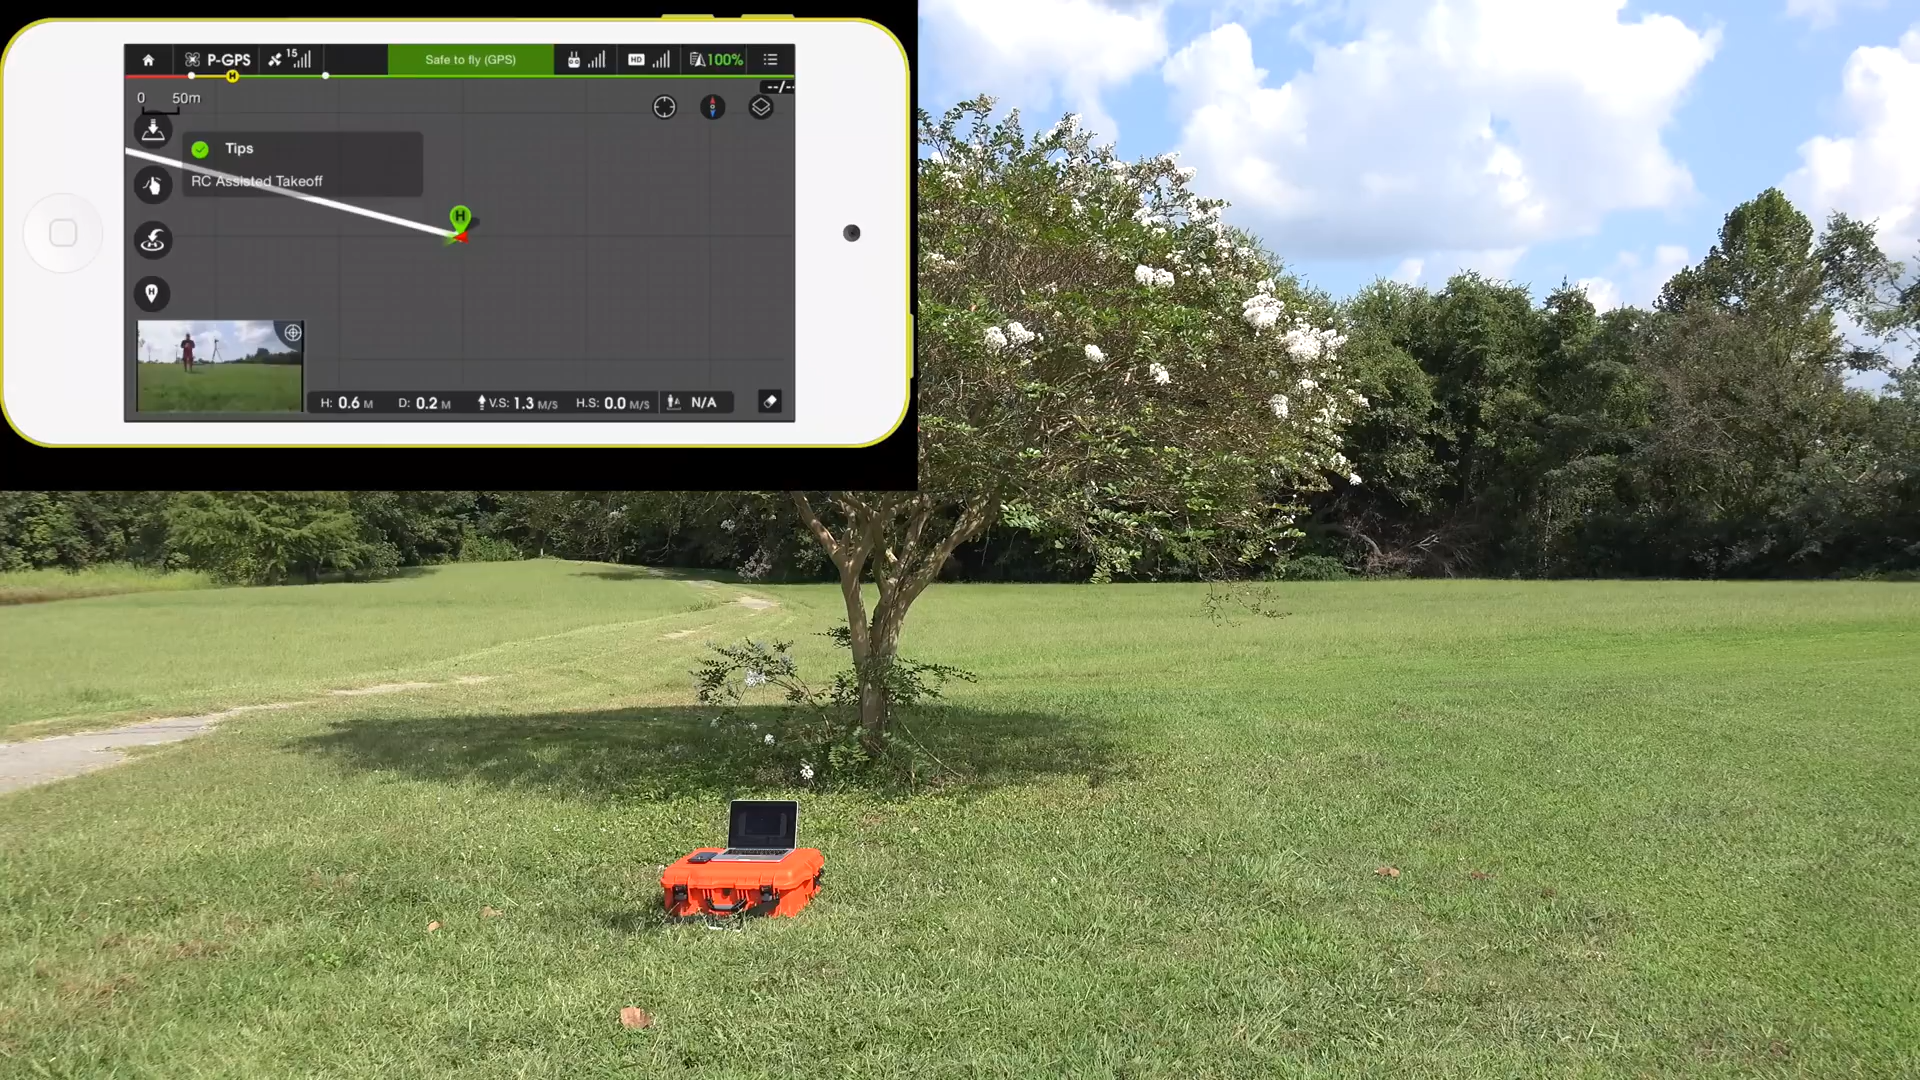 P-GPS 15 Safe to fly (GPS) HD 100%
H
--/--
0 50m
Tips
RC Assisted Takeoff
H
H
H: 0.6 M D: 0.2 M V.S: 1.3 M/S H.S: 0.0 M/S N/A